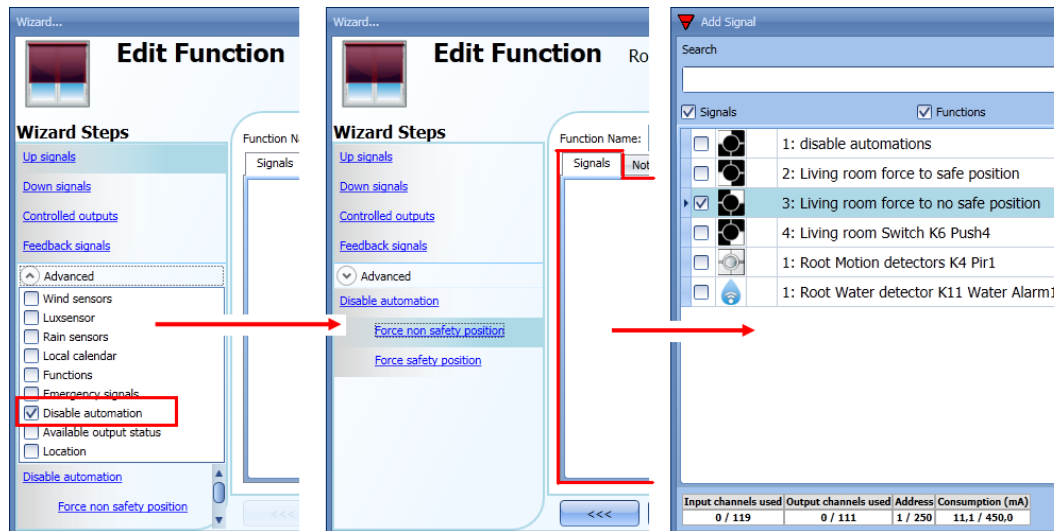 Wizard...
Edit Function
Wizard Steps
Up signals
Down signals
Controlled outputs
Feedback signals
Advanced
Wind sensors
Luxsensor
Rain sensors
Local calendar
Functions
Emergency signals
Disable automation
Available output status
Location
Disable automation
Force non safety position
Function N
Signals
<<<
Wizard...
Edit Function
Ro
Wizard Steps
Up signals
Down signals
Controlled outputs
Feedback signals
Advanced
Disable automation
Force non safety position
Force safety position
Function Name:
Signals Not
<<<
Add Signal
Search
Signals Functions
1: disable automations
2: Living room force to safe position
3: Living room force to no safe position
4: Living room Switch K6 Push4
1: Root Motion detectors K4 Pir1
1: Root Water detector K11 Water Alarm1
Input channels used Output channels used Address Consumption (mA)
0 / 119 0 / 111 1 / 250 11,1 / 450,0